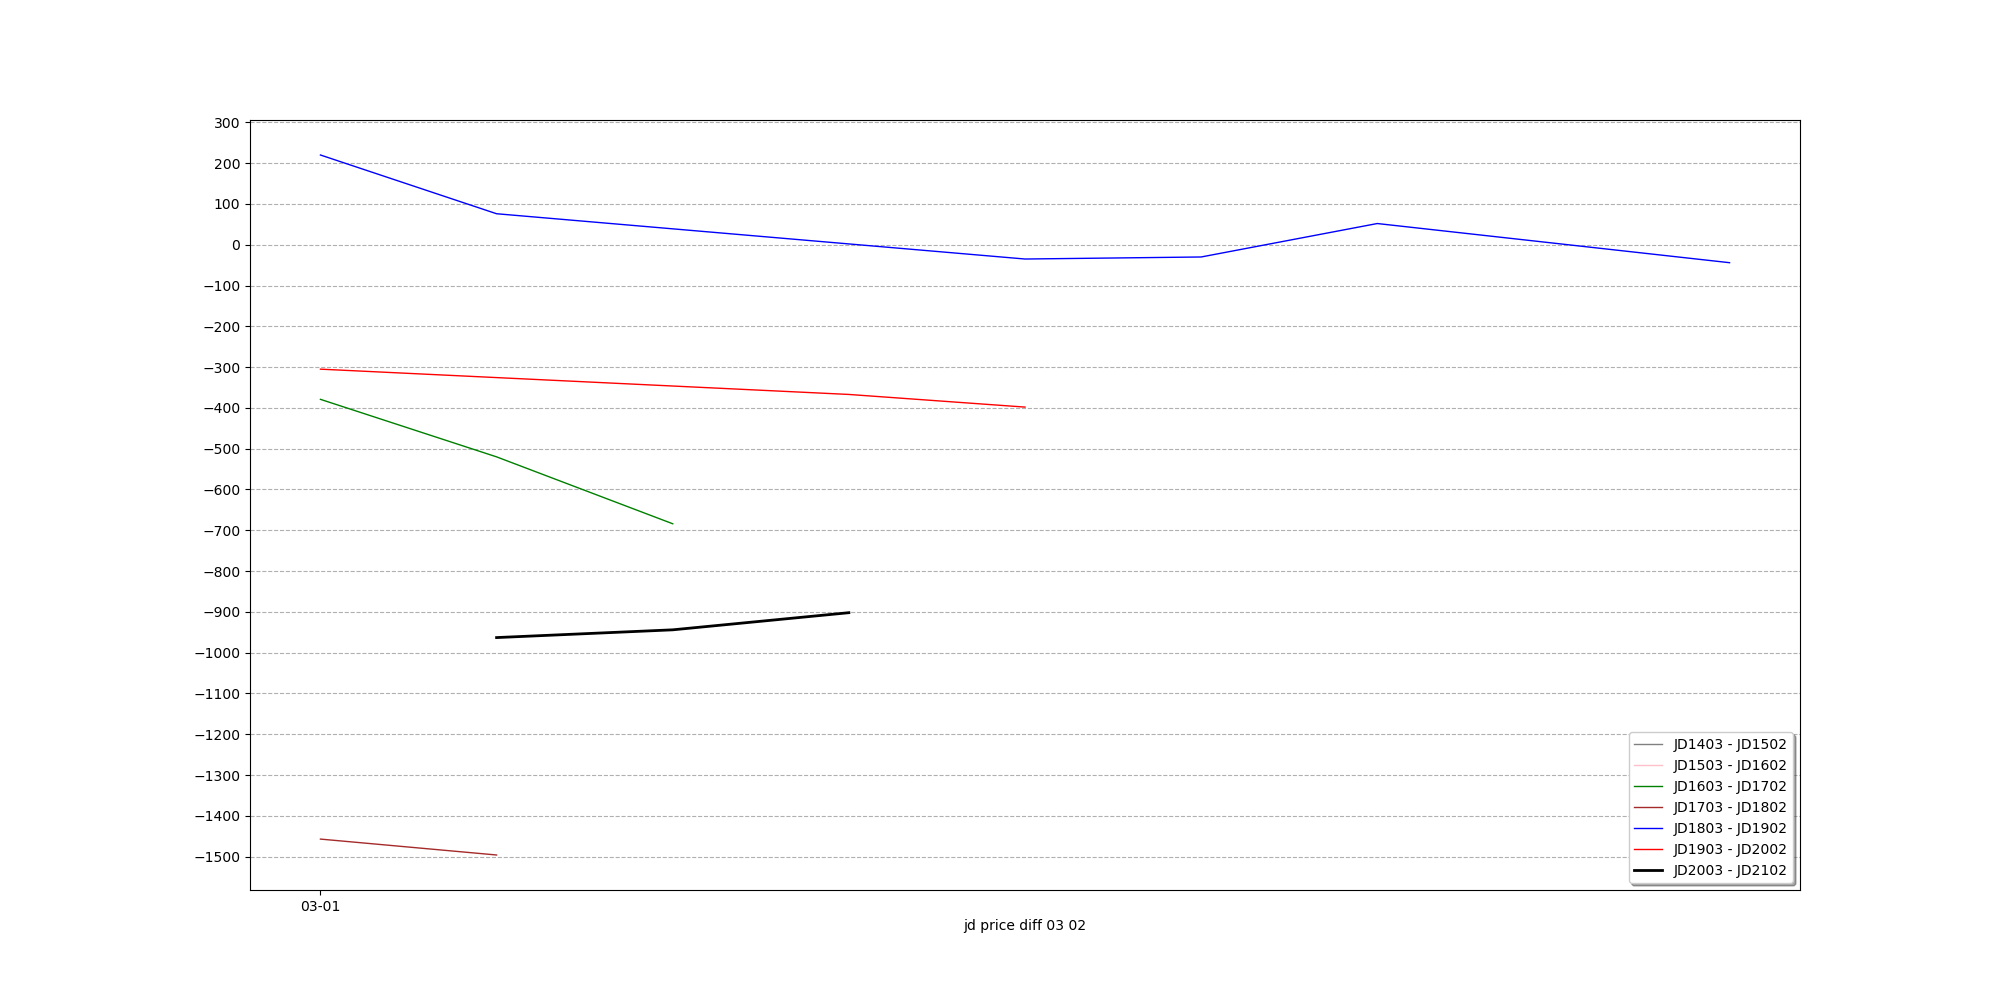 300
200
100
0
−100
−200
−300
−400
−500
−600
−700
−800
−900
−1000
−1100
−1200
−1300
−1400
−1500
JD1403 - JD1502
JD1503 - JD1602
JD1603 - JD1702
JD1703 - JD1802
JD1803 - JD1902
JD1903 - JD2002
JD2003 - JD2102
03-01
jd price diff 03 02